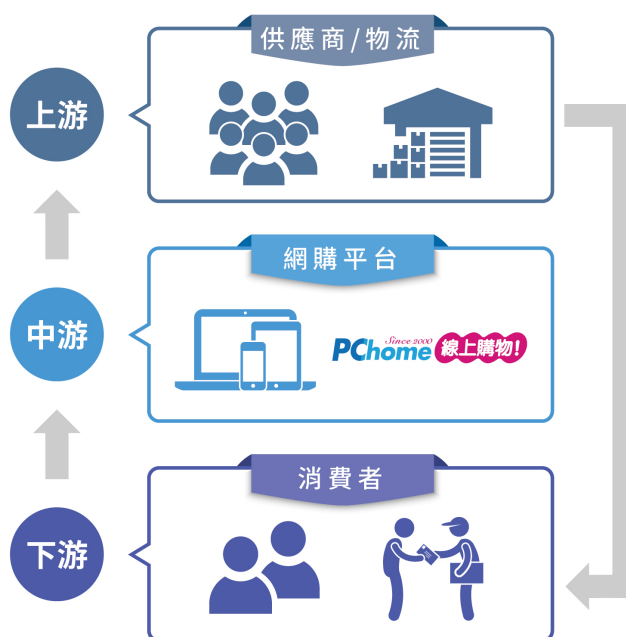 供應商/物流
上游
網購平台
中游
Since 2000
PChome 線上購物!
消費者
下游